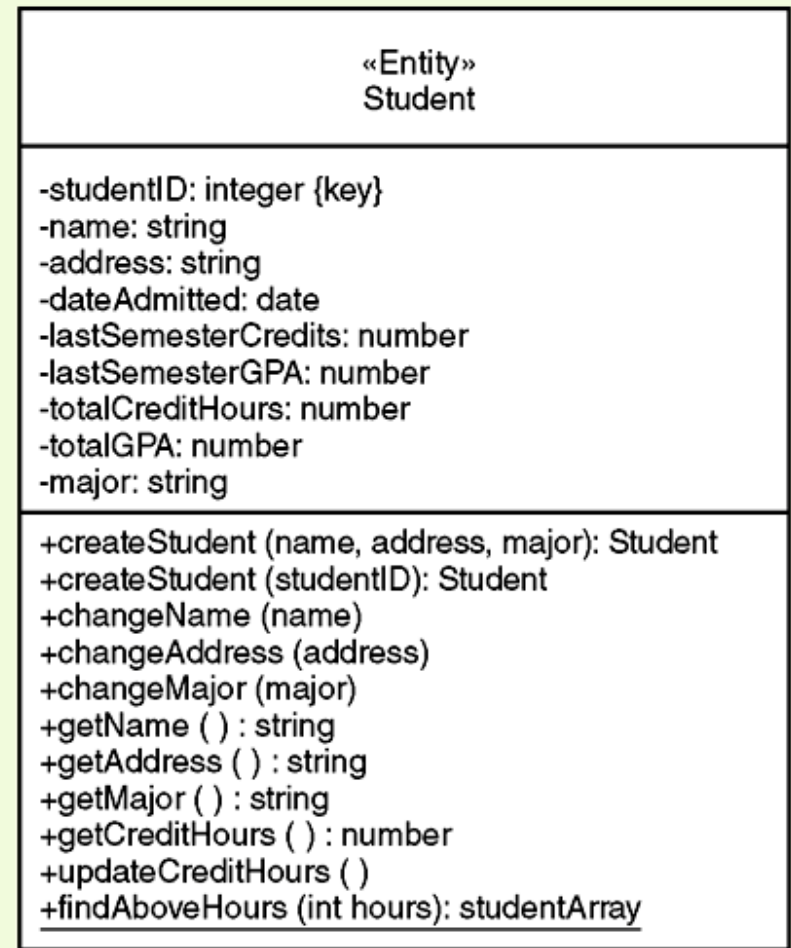 «Entity»
Student
-studentID: integer {key}
-name: string
-address: string
-dateAdmitted: date
-lastSemesterCredits: number
-lastSemesterGPA: number
-totalCreditHours: number
-totalGPA: number
-major: string
+createStudent (name, address, major): Student
+createStudent (studentID): Student
+changeName (name)
+changeAddress (address)
+changeMajor (major)
+getName ( ) : string
+getAddress ( ) : string
+getMajor ( ) : string
+getCreditHours ( ) : number
+updateCreditHours ( )
+findAboveHours (int hours): studentArray